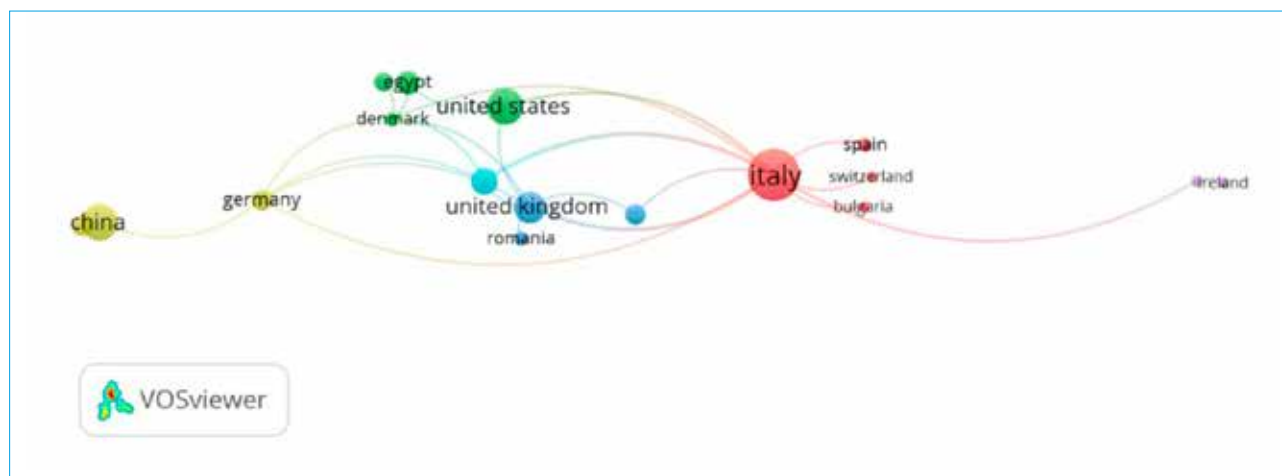 egypt
united states
denmark
spain
italy
switzerland
ireland
germany
united kingdom
bulgaria
china
romania
VOSviewer